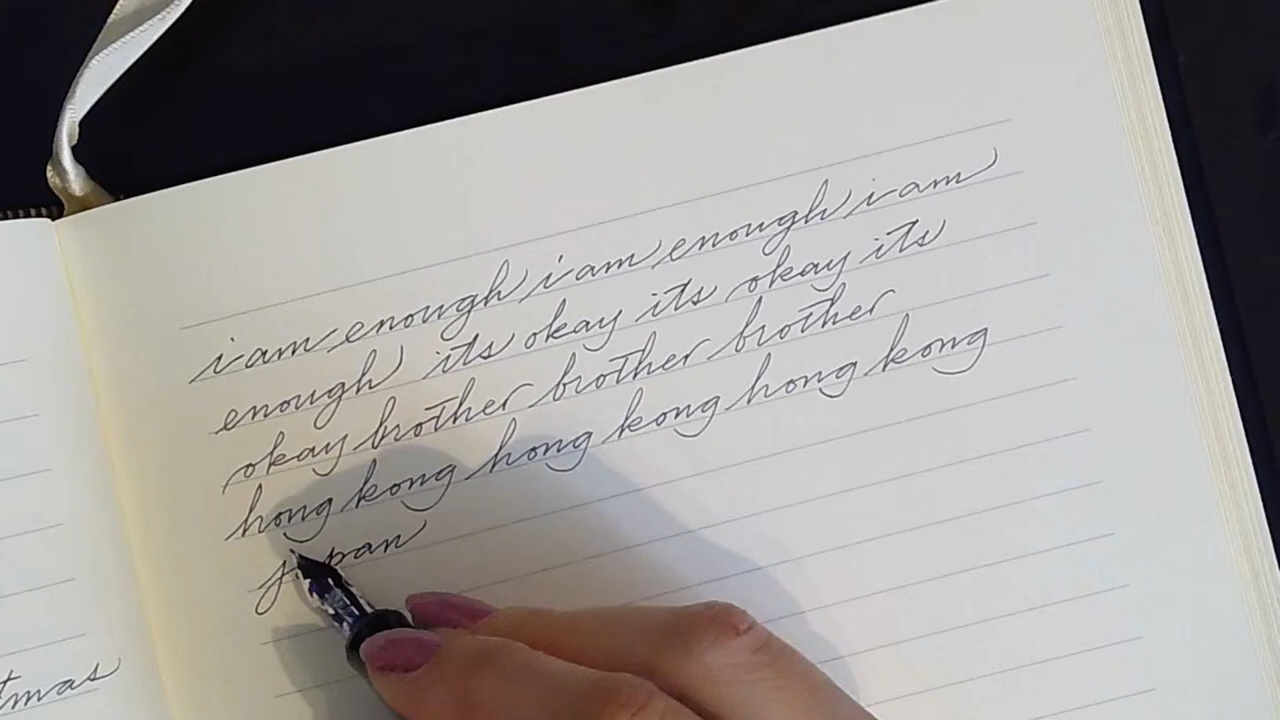 tmas
i am enough i am enough i am
enough its okay its okay its
okay brother brother brother
hong kong hong kong hong kong